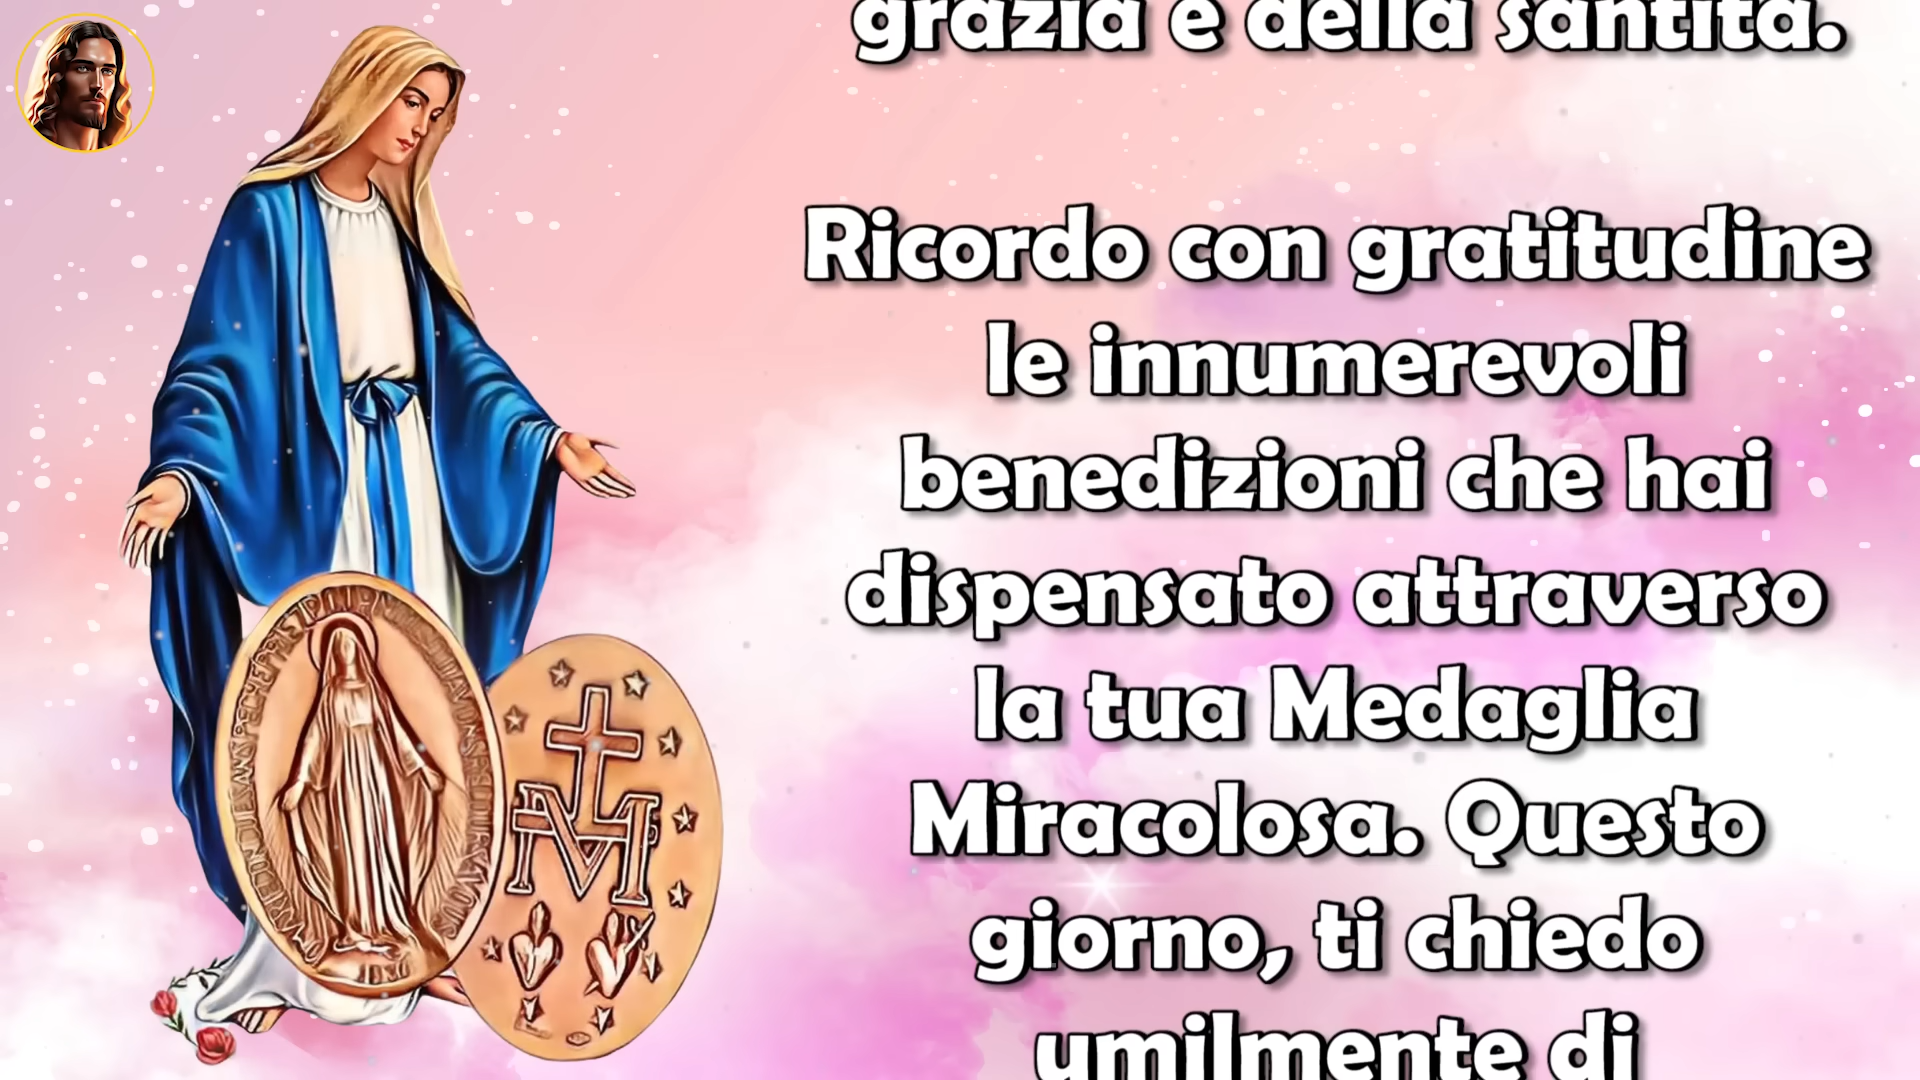 grazia e della santità.
Ricordo con gratitudine
le innumerevoli
benedizioni che hai
dispensato attraverso
la tua Medaglia
Miracolosa. Questo
giorno, ti chiedo
umilmente di